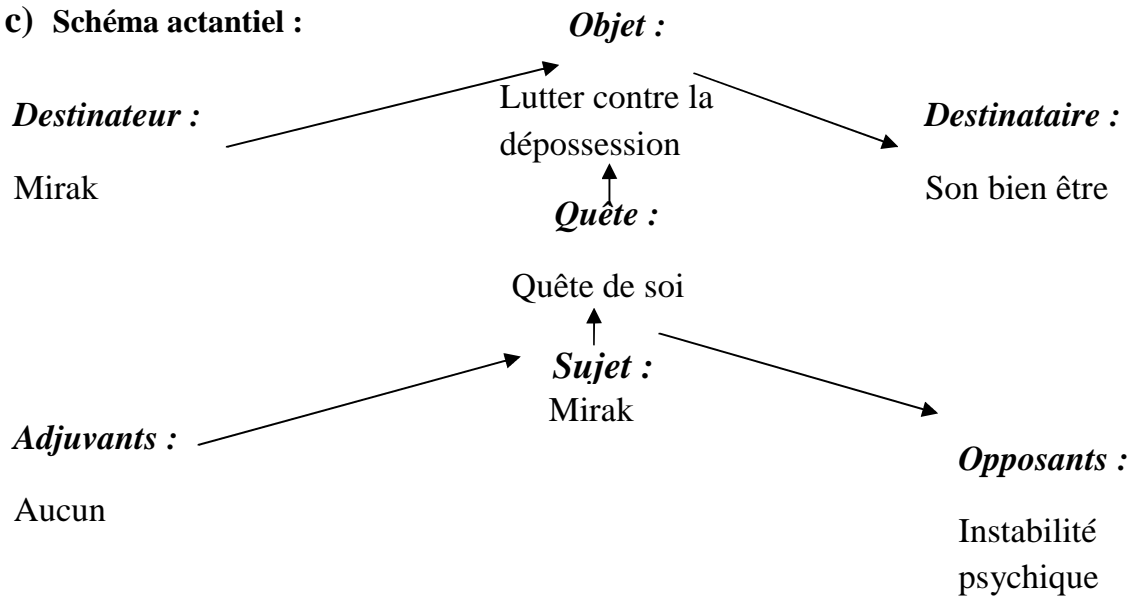 c) Schéma actantiel :
Objet :
Destinateur :
Lutter contre la
dépossession
Destinataire :
Mirak
Son bien être
Quête :
Quête de soi
Sujet :
Mirak
Adjuvants :
Opposants :
Aucun
Instabilité
psychique